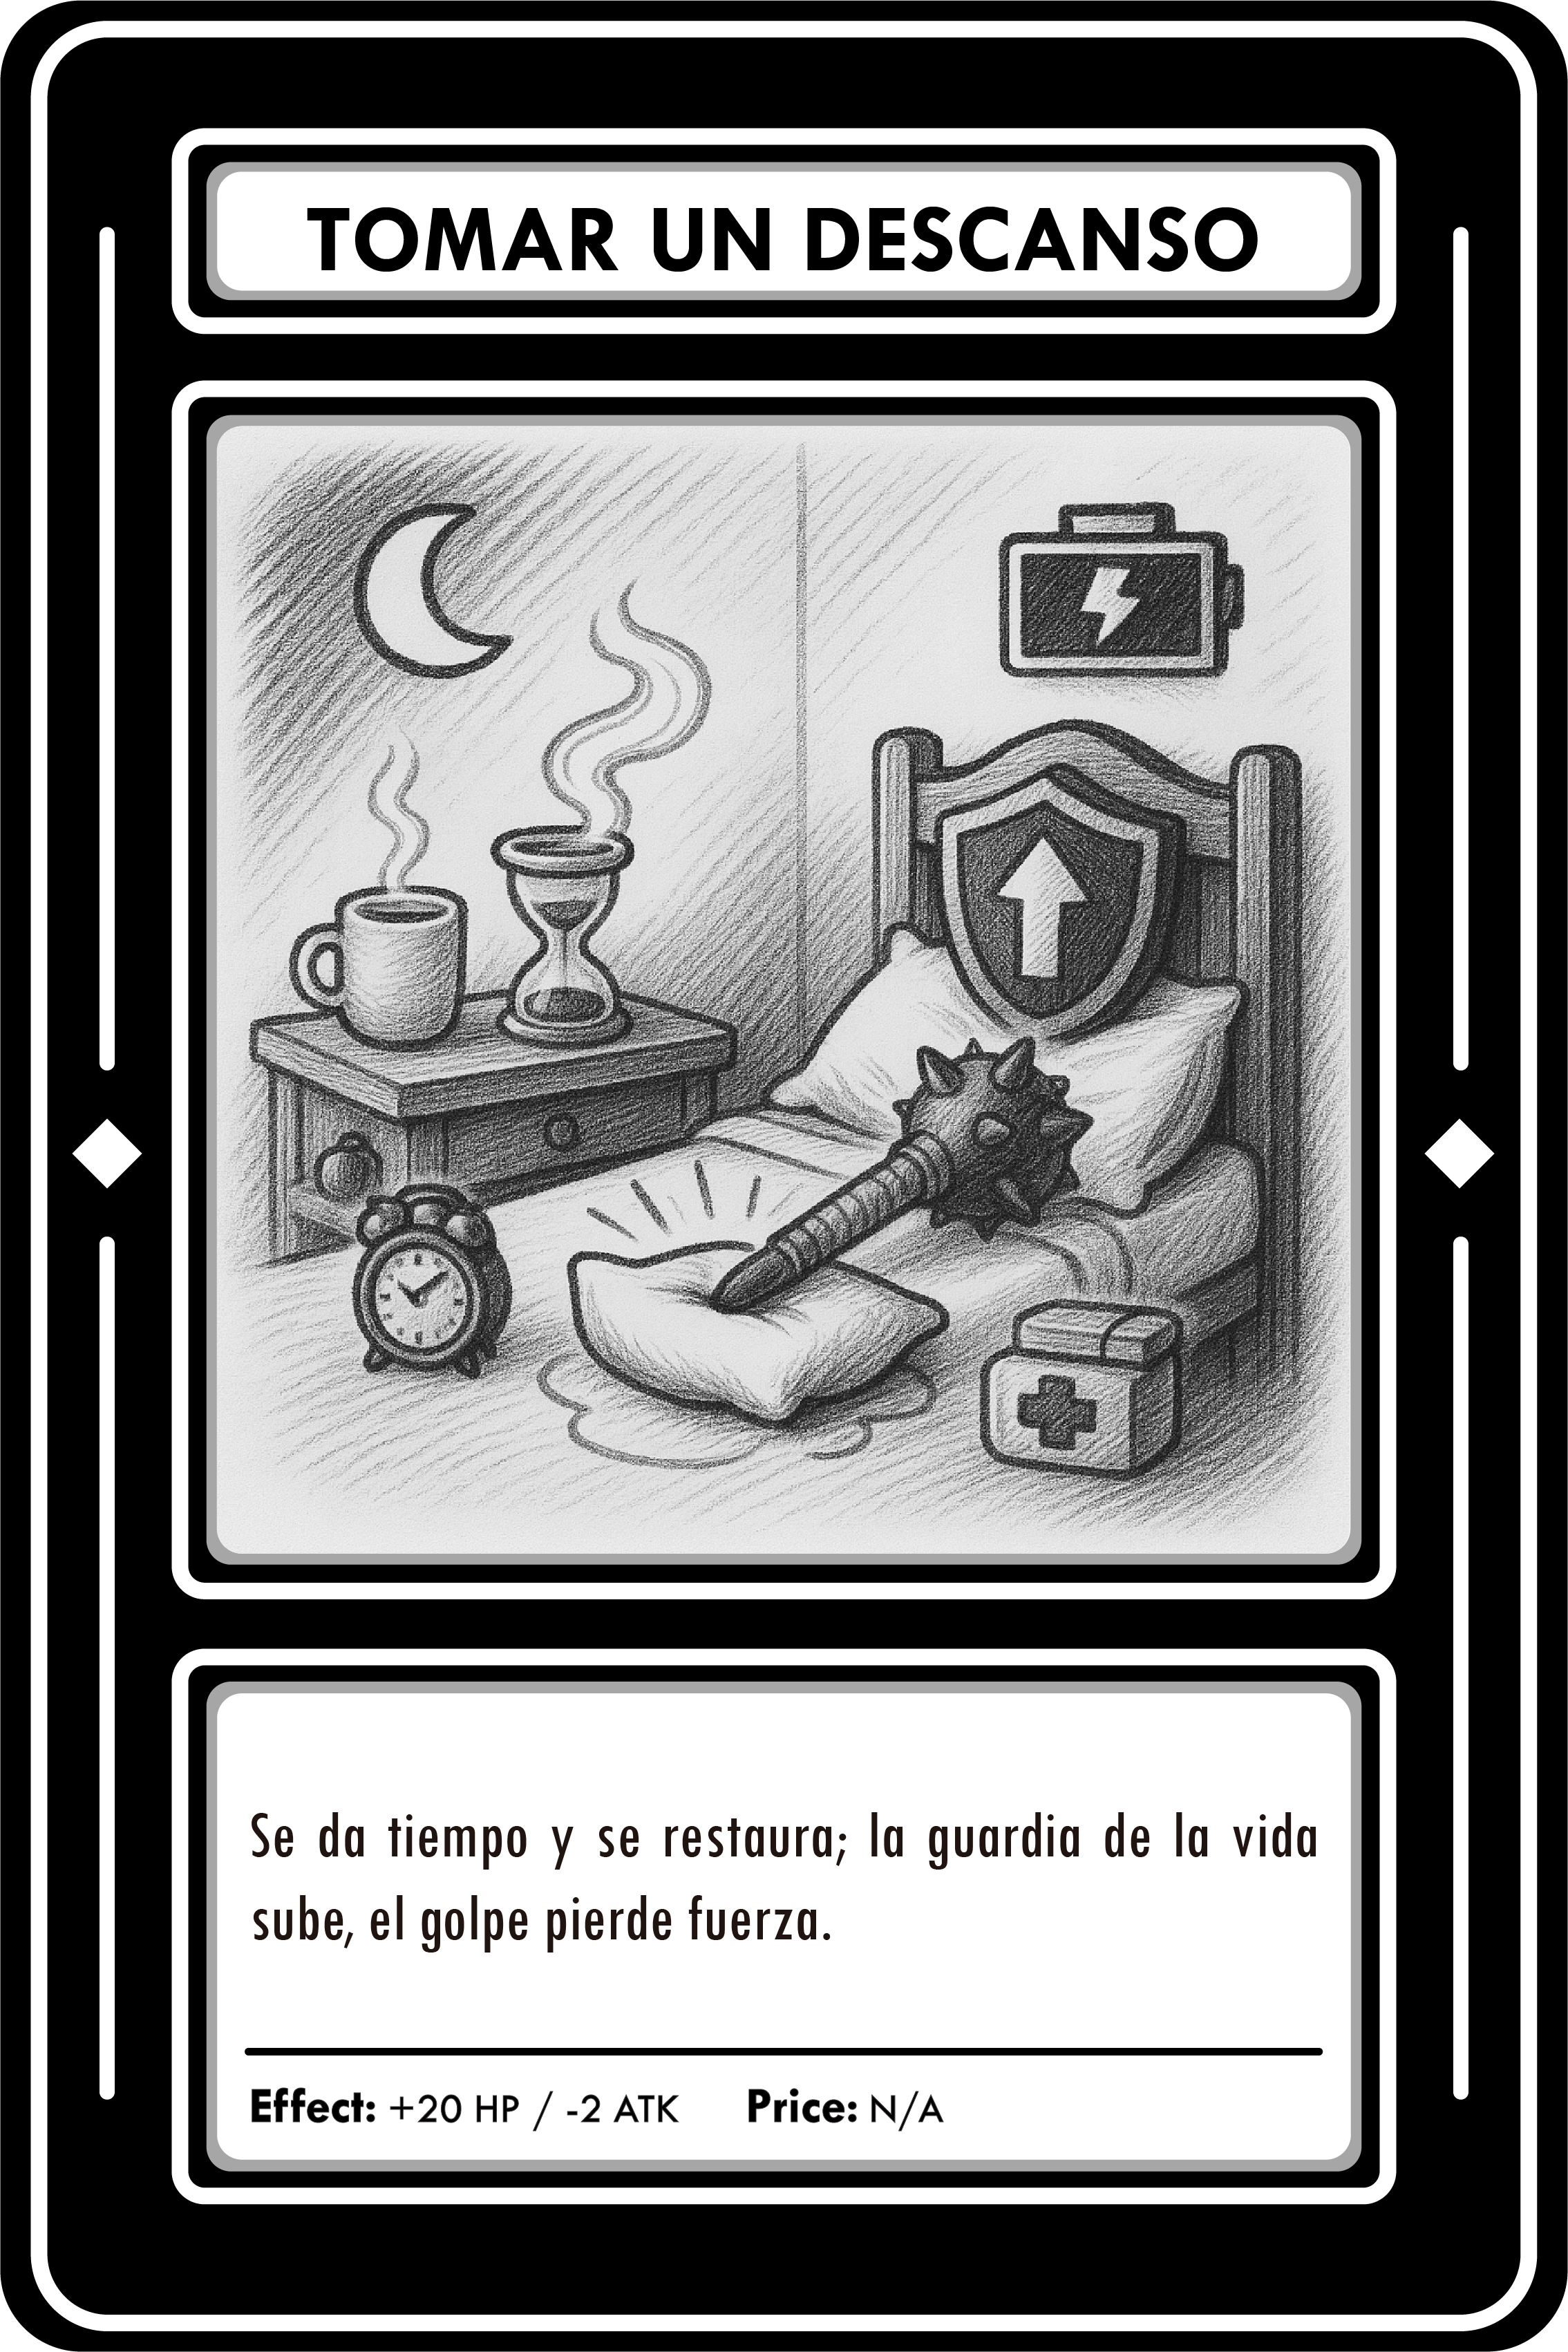 TOMAR UN DESCANSO
Se da tiempo y se restaura; la guardia de la vida
sube, el golpe pierde fuerza.
Effect: +20 HP / -2 ATK Price: N/A